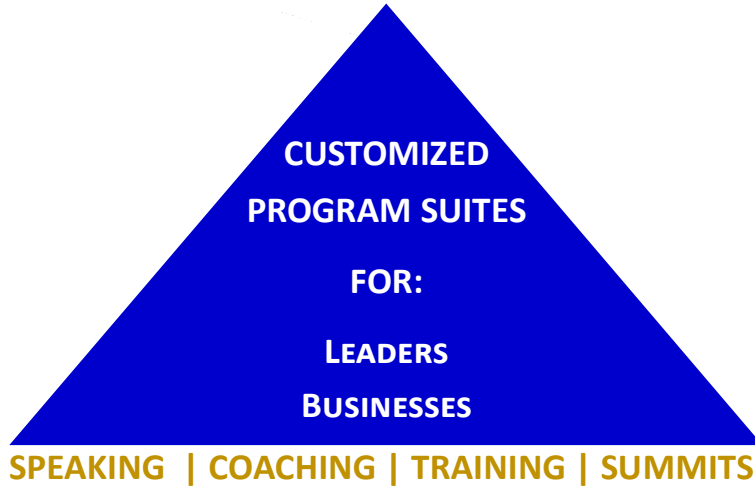 CUSTOMIZED
PROGRAM SUITES
FOR:
LEADERS
BUSINESSES
SPEAKING | COACHING | TRAINING | SUMMITS